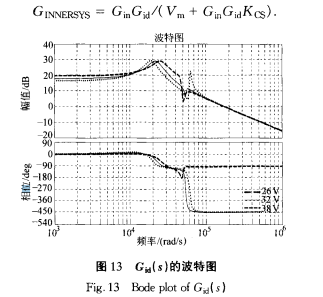 G_INNERSYS = G_in G_id /( V_m + G_in G_id K_CS).
波特图
幅值/dB
40
30
20
10
0
-10
-20
相位/deg
90
0
-90
-180
-270
-360
-450
-540
26 V
32 V
38 V
10^3 10^4 10^5 10^6
频率/(rad/s)
图 13 G_id(s)的波特图
Fig. 13 Bode plot of G_id(s)